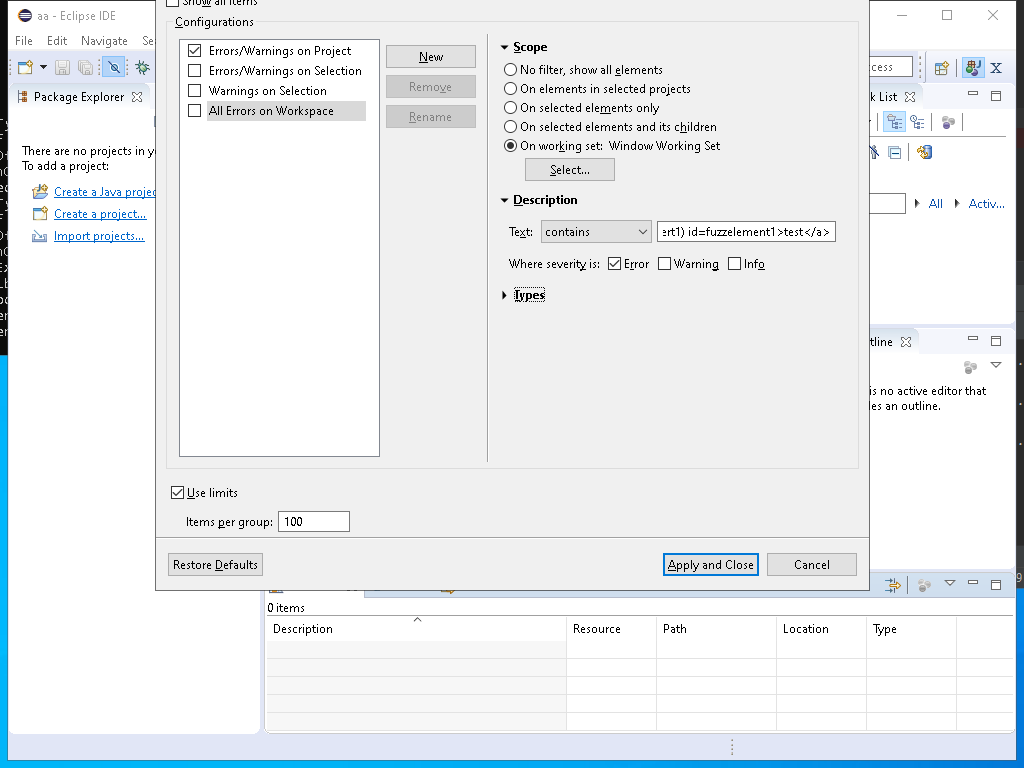 Show all items
aa - Eclipse IDE
File Edit Navigate Se
Configurations
Errors/Warnings on Project
Errors/Warnings on Selection
Warnings on Selection
All Errors on Workspace
New
Remove
Rename
Scope
No filter, show all elements
On elements in selected projects
On selected elements only
On selected elements and its children
On working set: Window Working Set
Select...
Description
Text: contains ert1) id=fuzzelement1>test</a>
Where severity is: Error Warning Info
Types
Use limits
Items per group: 100
Restore Defaults
Apply and Close
Cancel
Package Explorer
There are no projects in y
To add a project:
Create a Java projec
Create a project...
Import projects...
cess
k List
All Activ...
tline
is no active editor that
es an outline.
0 items
Description Resource Path Location Type